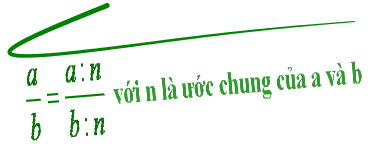 a/b = a : n / b : n với n là ước chung của a và b